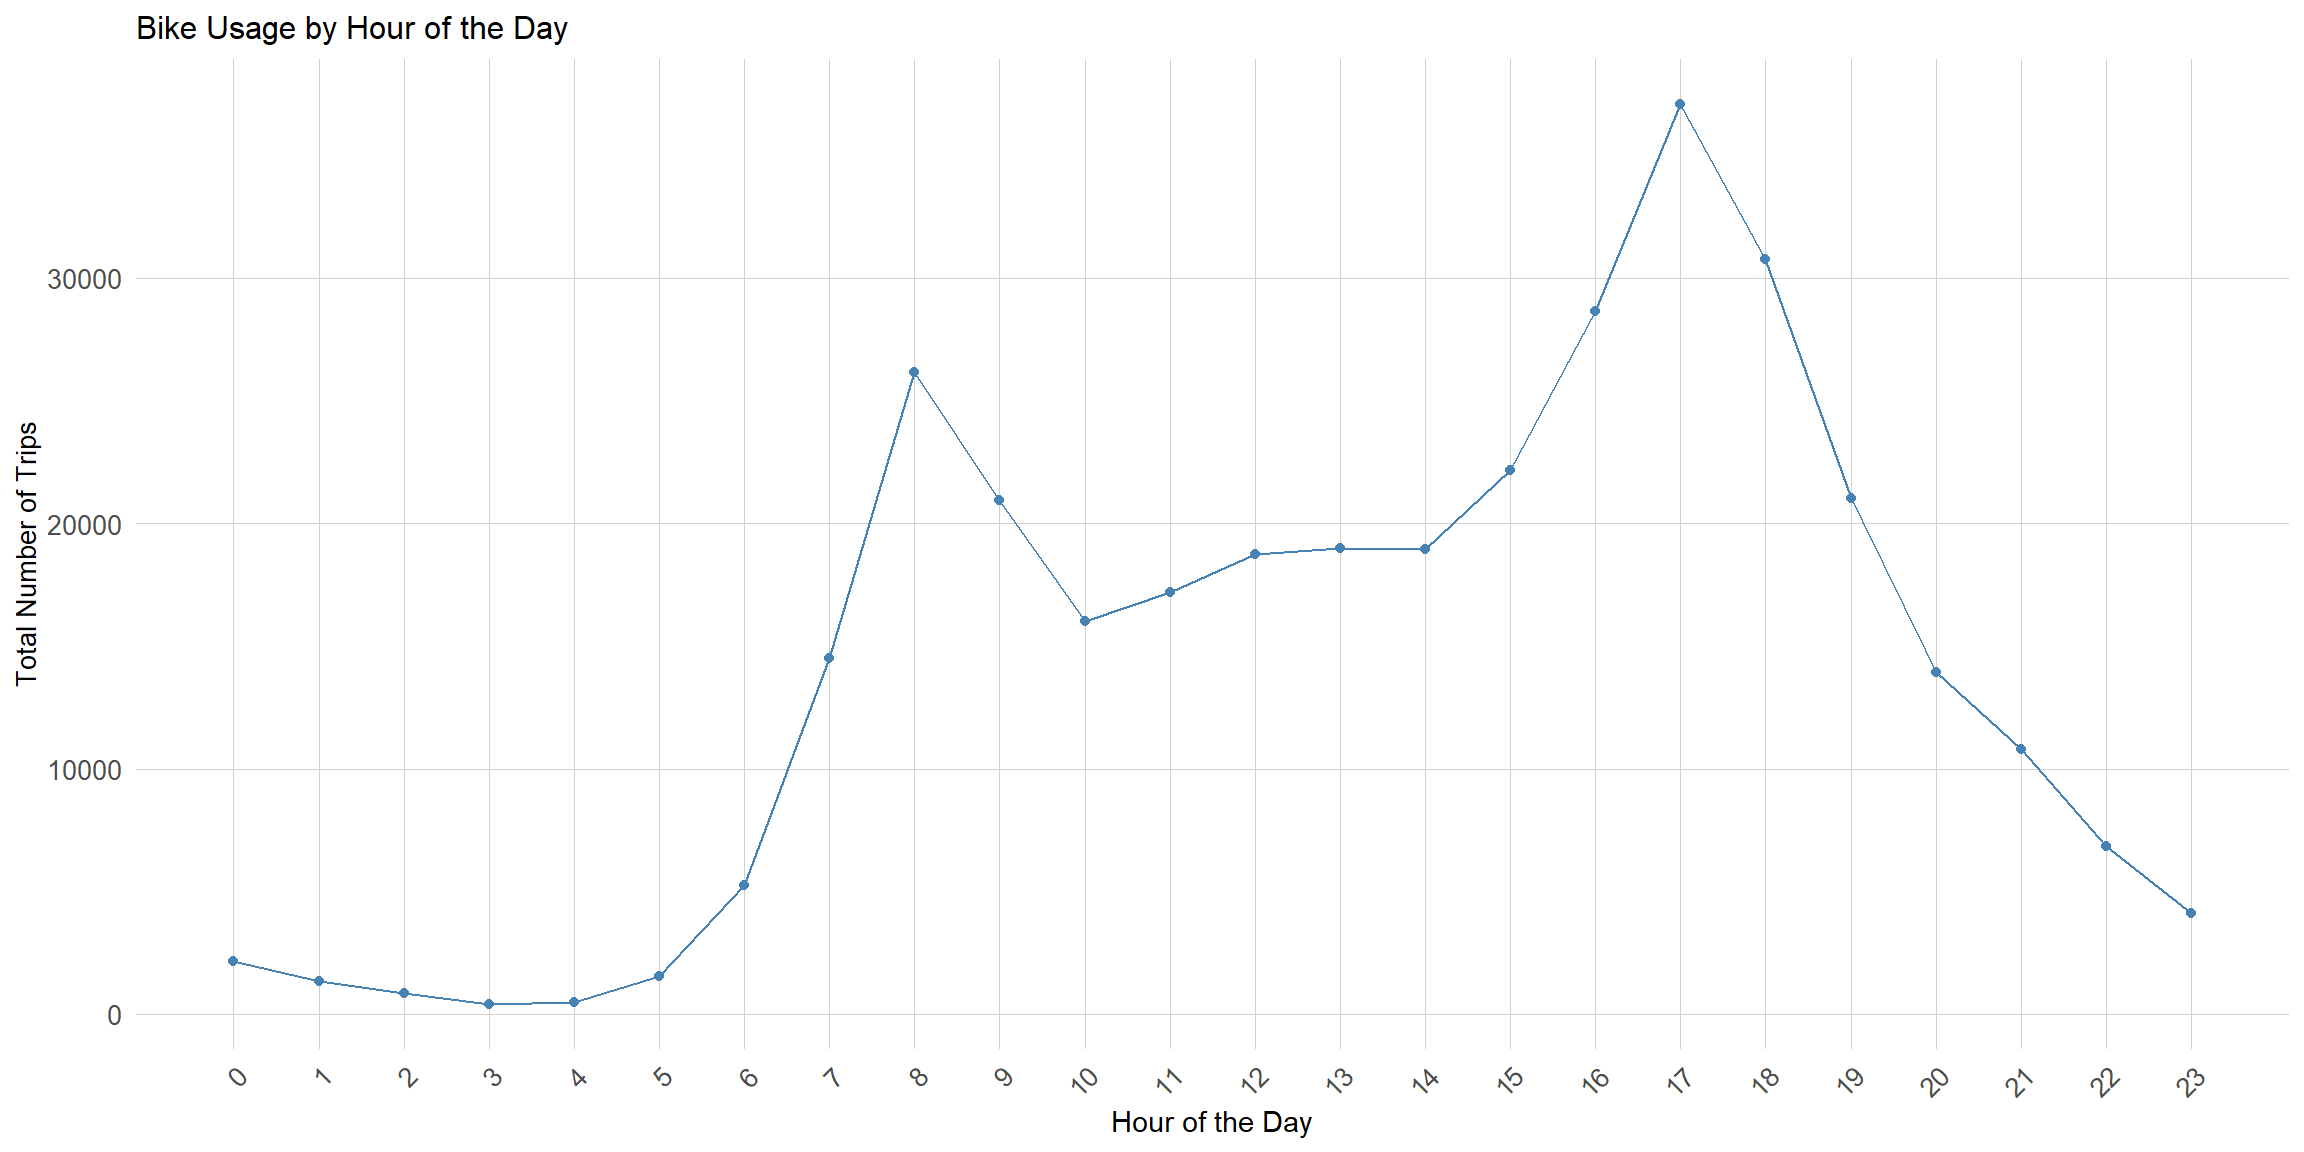 Bike Usage by Hour of the Day
Total Number of Trips
30000
20000
10000
0
0 1 2 3 4 5 6 7 8 9 10 11 12 13 14 15 16 17 18 19 20 21 22 23
Hour of the Day